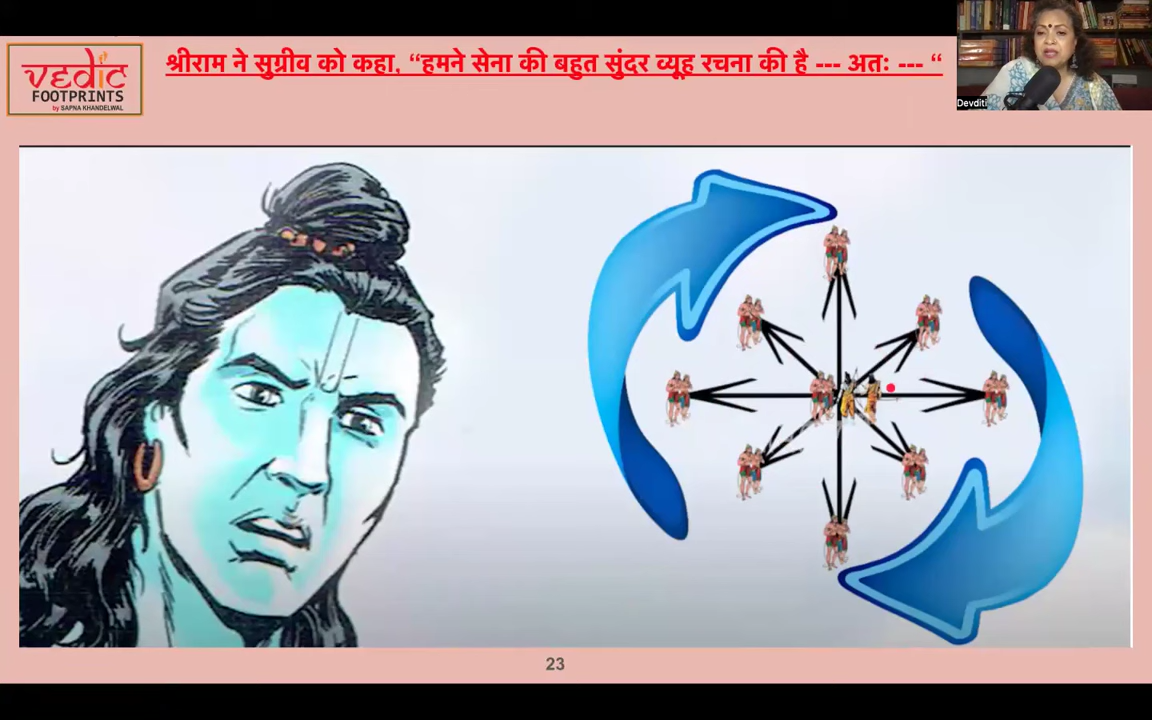 श्रीराम ने सुग्रीव को कहा, “हमने सेना की बहुत सुंदर व्यूह रचना की है --- अतः --- “
vedic
FOOTPRINTS
by SAPNA KHANDELWAL
Devditi
23